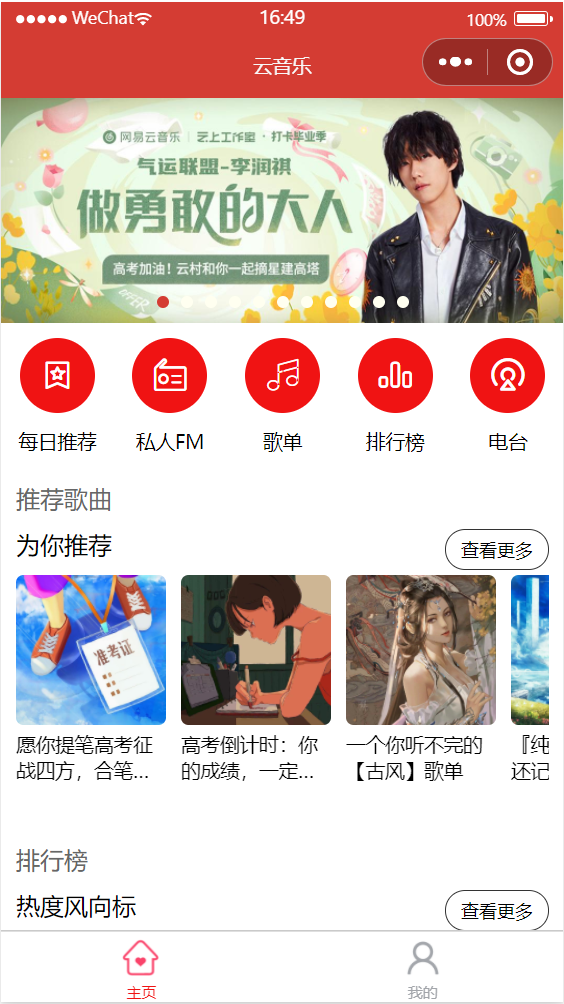 WeChat
16:49
100%
云音乐
网易云音乐 | 艺上工作室 · 打卡毕业季
气运联盟-李润祺
做勇敢的大人
高考加油！云村和你一起摘星建高塔
OFFER
每日推荐
私人FM
歌单
排行榜
电台
推荐歌曲
为你推荐
查看更多
准考证
愿你提笔高考征
战四方，合笔...
高考倒计时：你
的成绩，一定...
一个你听不完的
【古风】歌单
『纯
还记
排行榜
热度风向标
查看更多
主页
我的